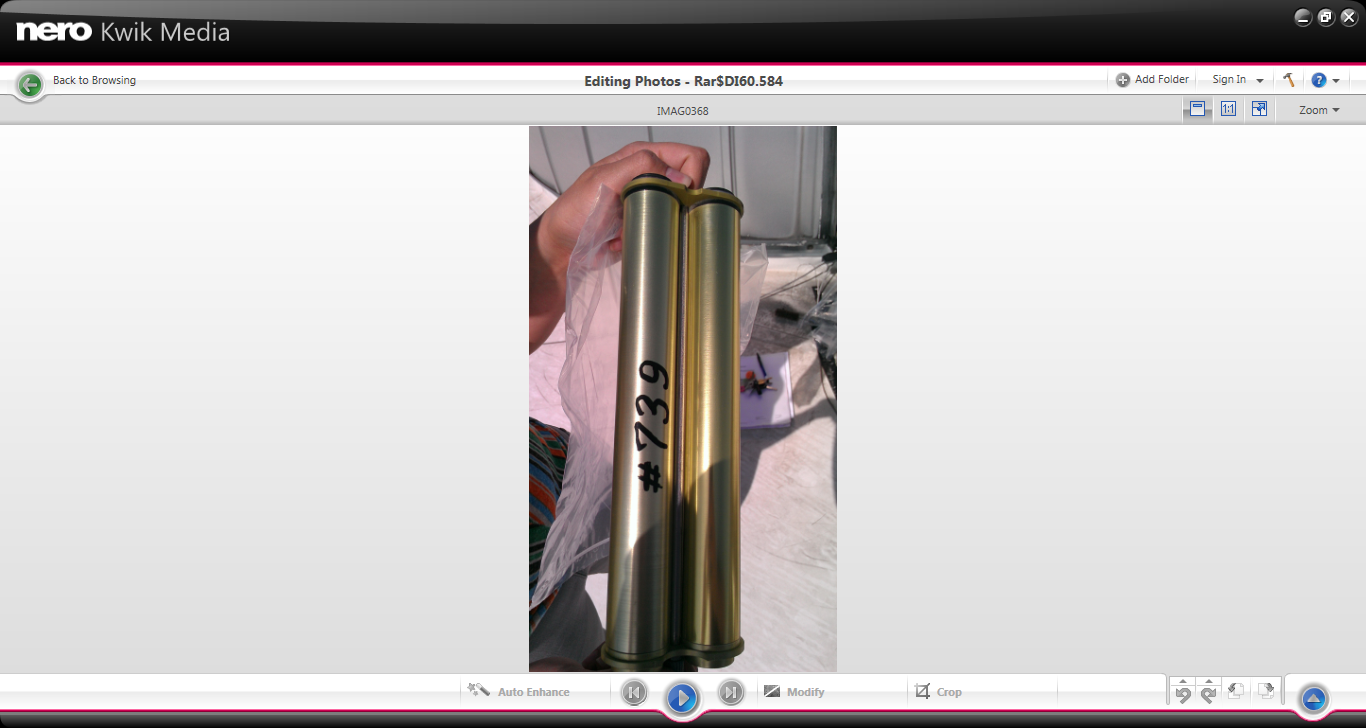 nero Kwik Media
Back to Browsing
Editing Photos - Rar$DI60.584
Add Folder
Sign In
IMAG0368
1:1
Zoom
#739
Auto Enhance
Modify
Crop